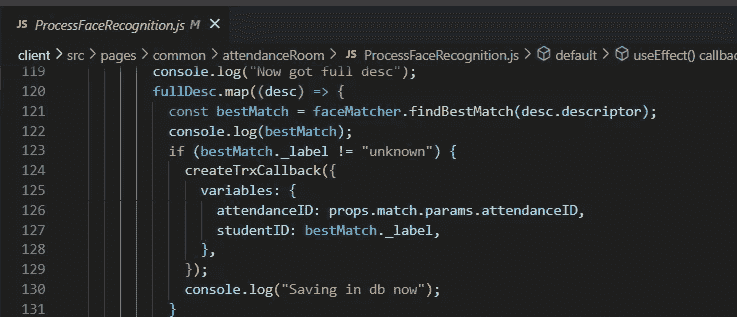 JS ProcessFaceRecognition.js M ×
client > src > pages > common > attendanceRoom > JS ProcessFaceRecognition.js > default > useEffect() callba
119 console.log("Now got full desc");
120 fullDesc.map((desc) => {
121 const bestMatch = faceMatcher.findBestMatch(desc.descriptor);
122 console.log(bestMatch);
123 if (bestMatch._label != "unknown") {
124 createTrxCallback({
125 variables: {
126 attendanceID: props.match.params.attendanceID,
127 studentID: bestMatch._label,
128 },
129 });
130 console.log("Saving in db now");
131 }